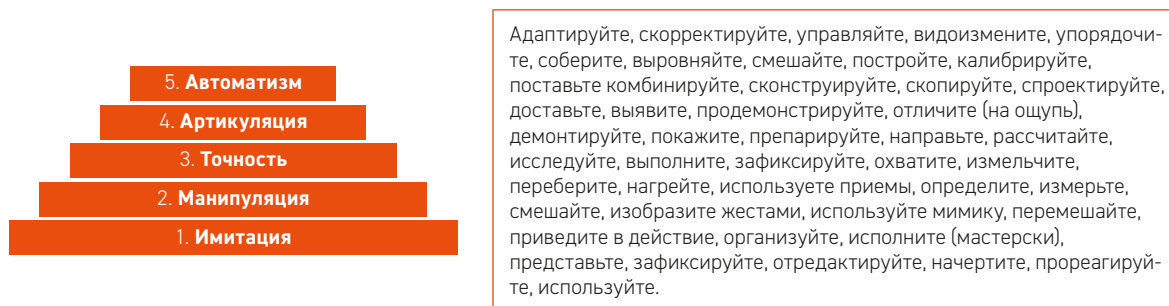 5. Автоматизм
4. Артикуляция
3. Точность
2. Манипуляция
1. Имитация
Адаптируйте, скорректируйте, управляйте, видоизмените, упорядочи-
те, соберите, выровняйте, смешайте, постройте, калибрируйте,
поставьте комбинируйте, сконструируйте, скопируйте, спроектируйте,
доставьте, выявите, продемонстрируйте, отличите (на ощупь),
демонтируйте, покажите, препарируйте, направьте, рассчитайте,
исследуйте, выполните, зафиксируйте, охватите, измельчите,
переберите, нагрейте, используете приемы, определите, измерьте,
смешайте, изобразите жестами, используйте мимику, перемешайте,
приведите в действие, организуйте, исполните (мастерски),
представьте, зафиксируйте, отредактируйте, начертите, прореагируй-
те, используйте.